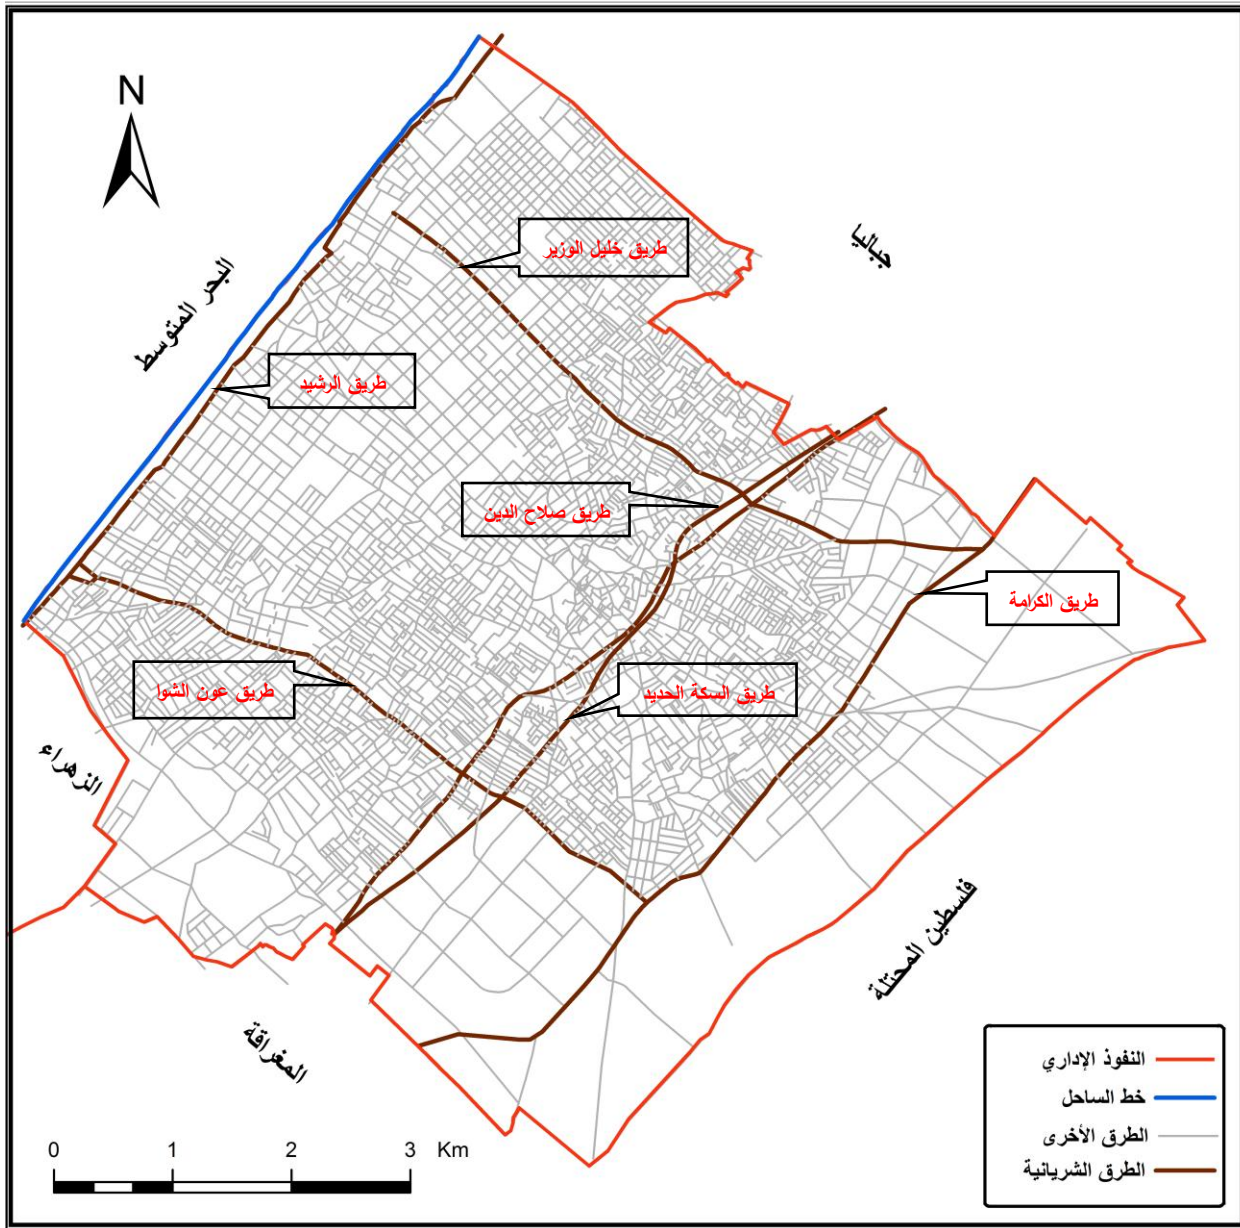 N
جباليا
طريق خليل الوزير
البحر المتوسط
طريق الرشيد
طريق صلاح الدين
طريق الكرامة
طريق عون الشوا
طريق السكة الحديد
الزهراء
فلسطين المحتلة
المغراقة
النفوذ الإداري
خط الساحل
الطرق الأخرى
الطرق الشريانية
0 1 2 3 Km